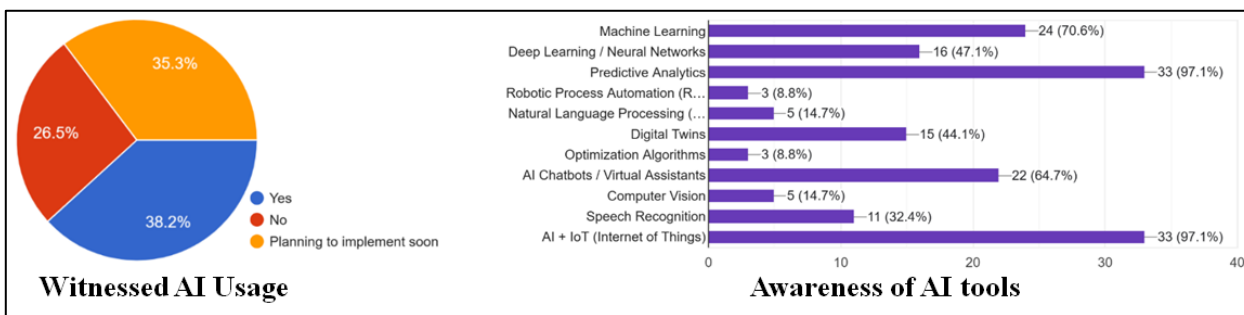 35.3%
26.5%
38.2%
Yes
No
Planning to implement soon
Witnessed AI Usage
Machine Learning 24 (70.6%)
Deep Learning / Neural Networks 16 (47.1%)
Predictive Analytics 33 (97.1%)
Robotic Process Automation (R… 3 (8.8%)
Natural Language Processing (… 5 (14.7%)
Digital Twins 15 (44.1%)
Optimization Algorithms 3 (8.8%)
AI Chatbots / Virtual Assistants 22 (64.7%)
Computer Vision 5 (14.7%)
Speech Recognition 11 (32.4%)
AI + IoT (Internet of Things) 33 (97.1%)
0 10 20 30 40
Awareness of AI tools